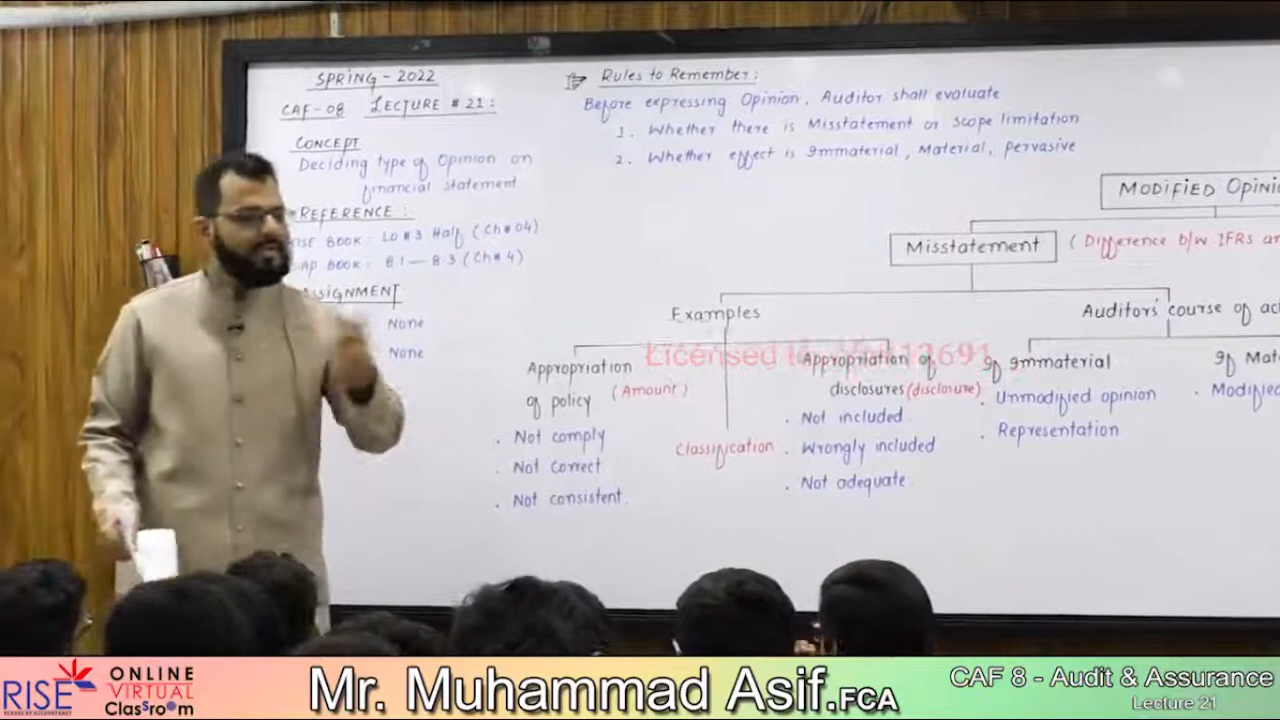 SPRING-2022
CAF-08 LECTURE # 21:
CONCEPT
Deciding type of Opinion on
financial statement
REFERENCE:
BOOK: LO#3 Half (Ch#04)
BOOK: B1-B3 (Ch#4)
ASSIGNMENT
None
None
Rules to Remember:
Before expressing Opinion, Auditor shall evaluate
1. Whether there is Misstatement or Scope limitation
2. Whether effect is Immaterial, Material, Pervasive
MODIFIED
Misstatement (Difference b/w IFRs
Examples
Auditors' course of
Appropriation
of policy (Amount)
. Not comply
. Not correct
. Not consistent.
Classification
Appropriation of
disclosures (disclosure)
. Not included.
. Wrongly included
. Not adequate.
If Immaterial
. Unmodified opinion
. Representation
If
. Modified
Licensed
RISE
SCHOOL OF ACCOUNTANCY
ONLINE
VIRTUAL
Classroom
Mr. Muhammad Asif.FCA
CAF 8 - Audit & Assurance
Lecture 21